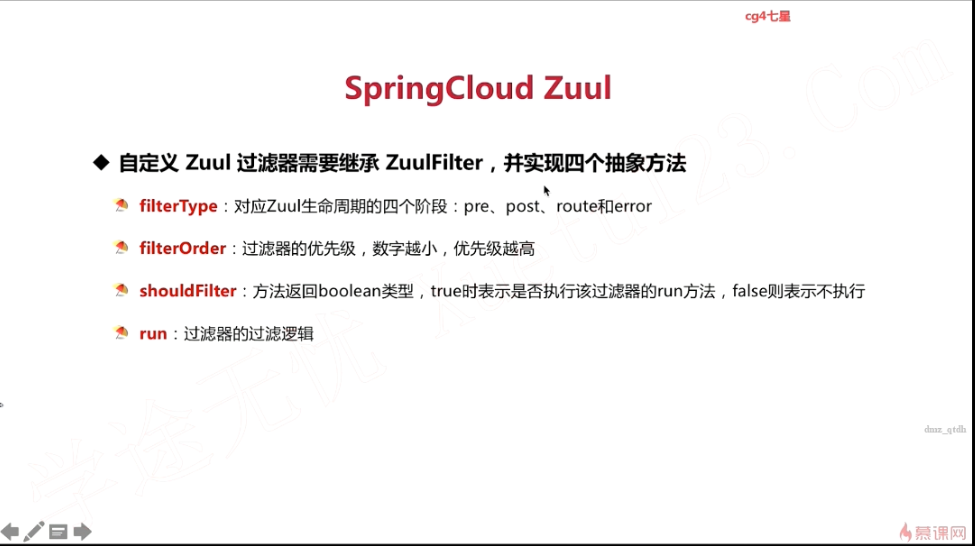 cg4七星
SpringCloud Zuul
自定义 Zuul 过滤器需要继承 ZuulFilter，并实现四个抽象方法
filterType：对应Zuul生命周期的四个阶段：pre、post、route和error
filterOrder：过滤器的优先级，数字越小，优先级越高
shouldFilter：方法返回boolean类型，true时表示是否执行该过滤器的run方法，false则表示不执行
run：过滤器的过滤逻辑
学途无忧 Xuetu123.Com
慕课网